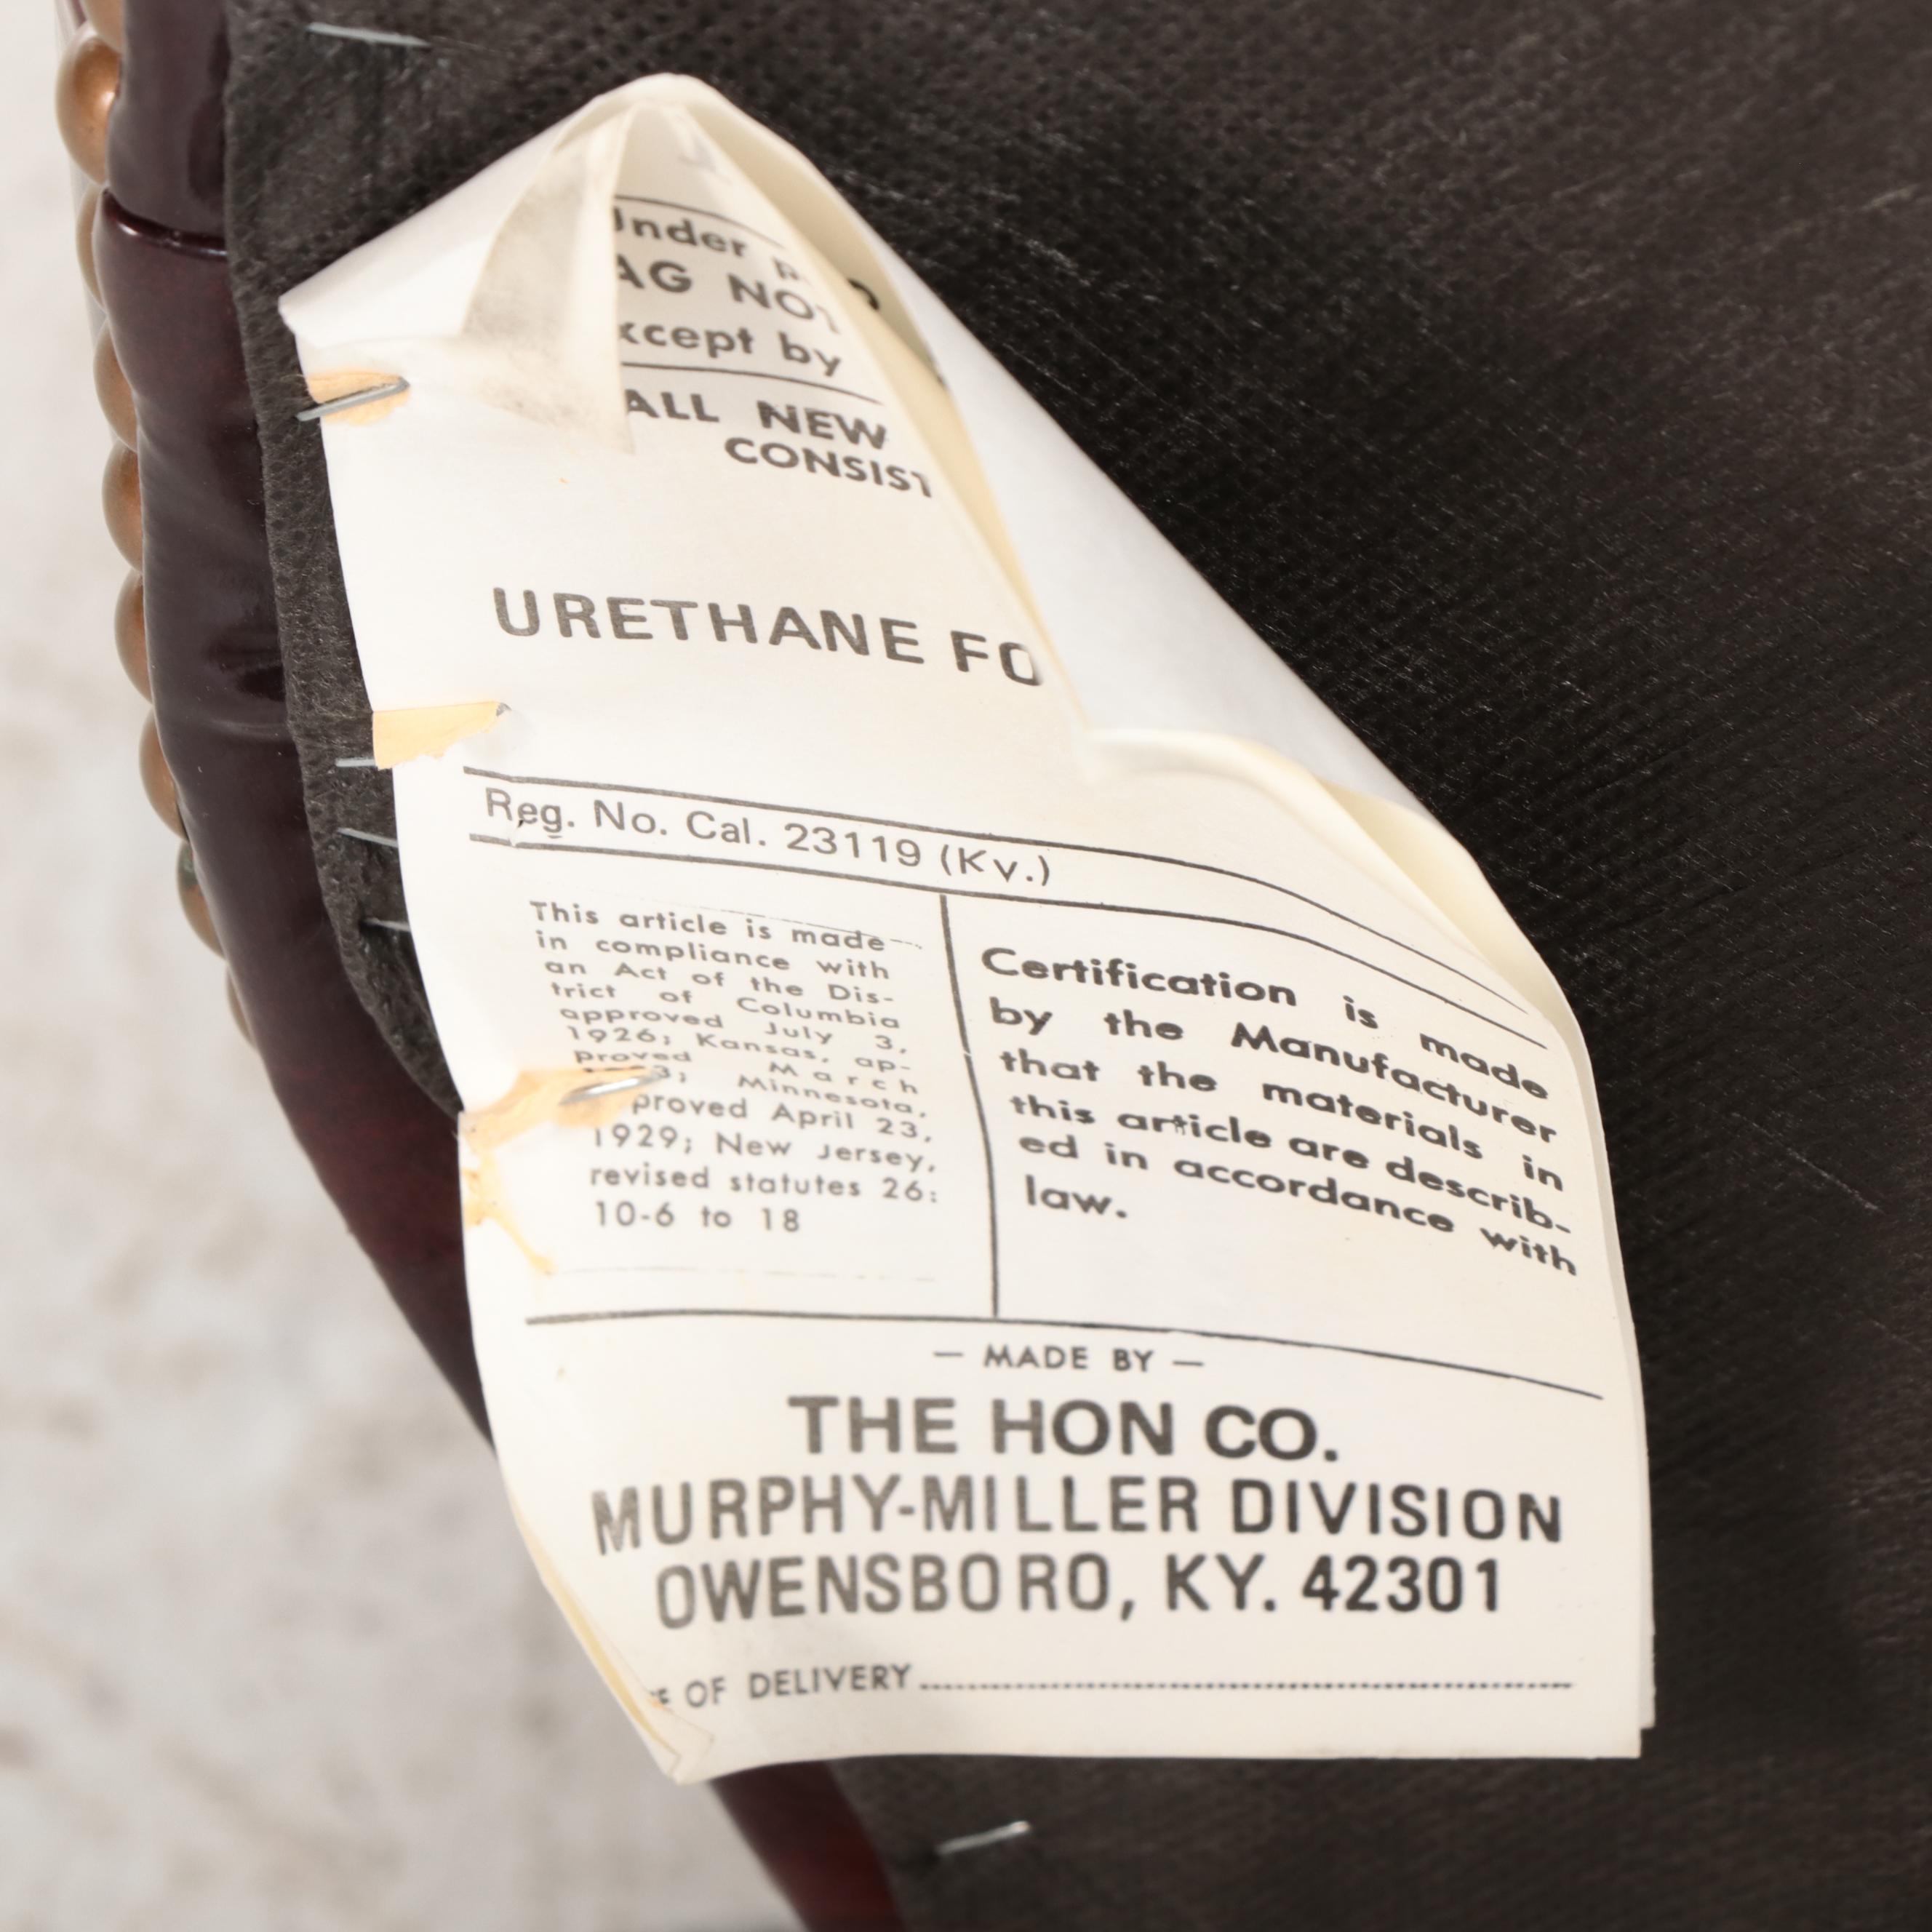 Under
AG NOT
xcept by
ALL NEW
CONSIST
URETHANE FO
Reg. No. Cal. 23119 (Kv.)
This article is made
in compliance with
an Act of the Dis-
trict of Columbia
approved July 3,
1926; Kansas, ap-
proved March
3; Minnesota,
proved April 23,
1929; New Jersey,
revised statutes 26:
10-6 to 18
Certification is made
by the Manufacturer
that the materials in
this article are describ-
ed in accordance with
law.
— MADE BY —
THE HON CO.
MURPHY-MILLER DIVISION
OWENSBORO, KY. 42301
OF DELIVERY